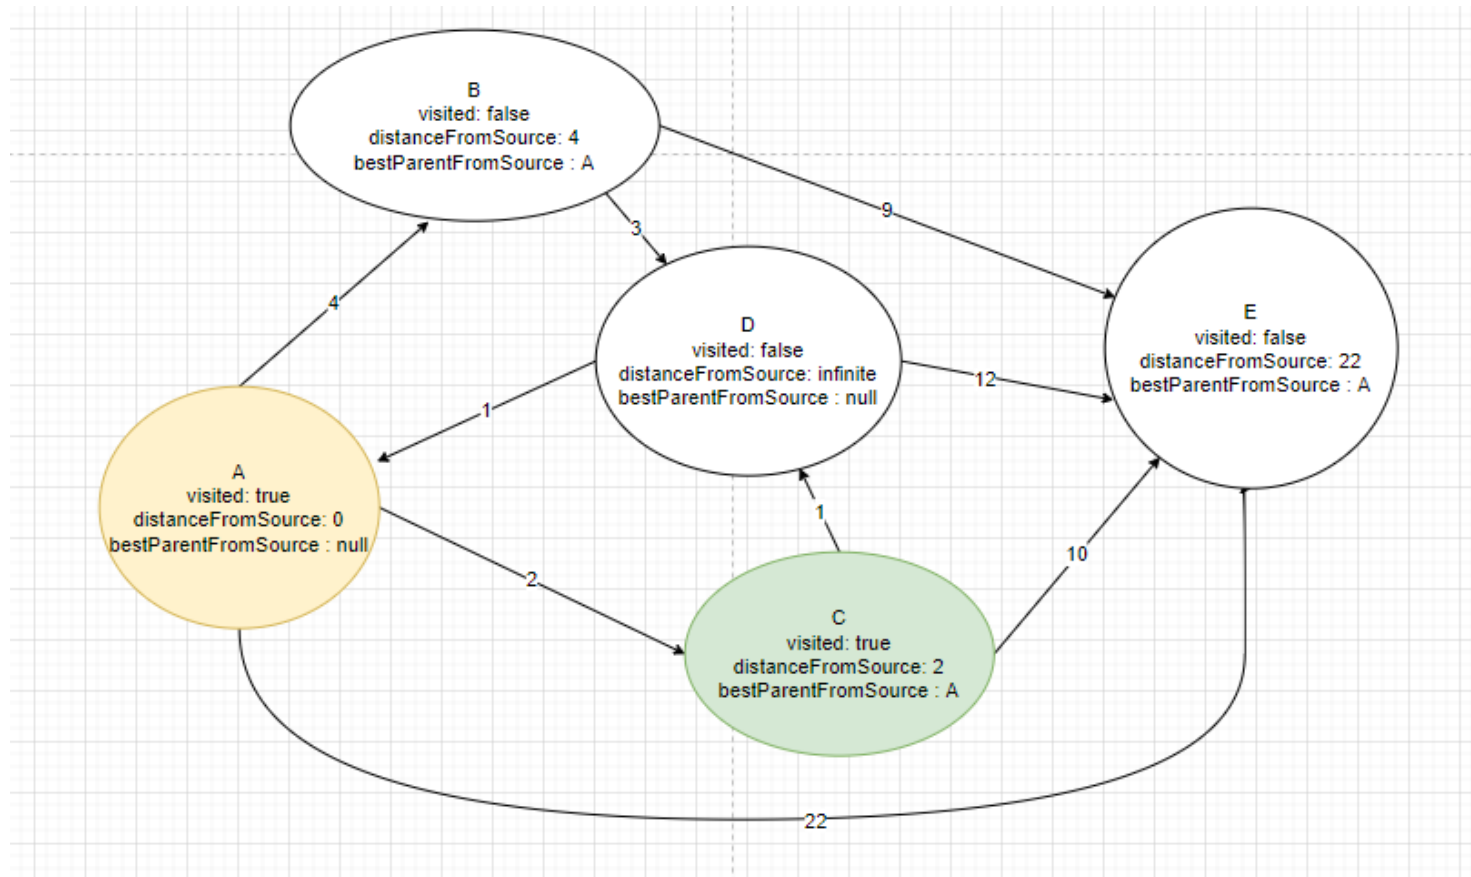 B
visited: false
distanceFromSource: 4
bestParentFromSource : A
9
3
4
D
visited: false
distanceFromSource: infinite
bestParentFromSource : null
E
visited: false
distanceFromSource: 22
bestParentFromSource : A
12
1
A
visited: true
distanceFromSource: 0
bestParentFromSource : null
1
10
2
C
visited: true
distanceFromSource: 2
bestParentFromSource : A
22